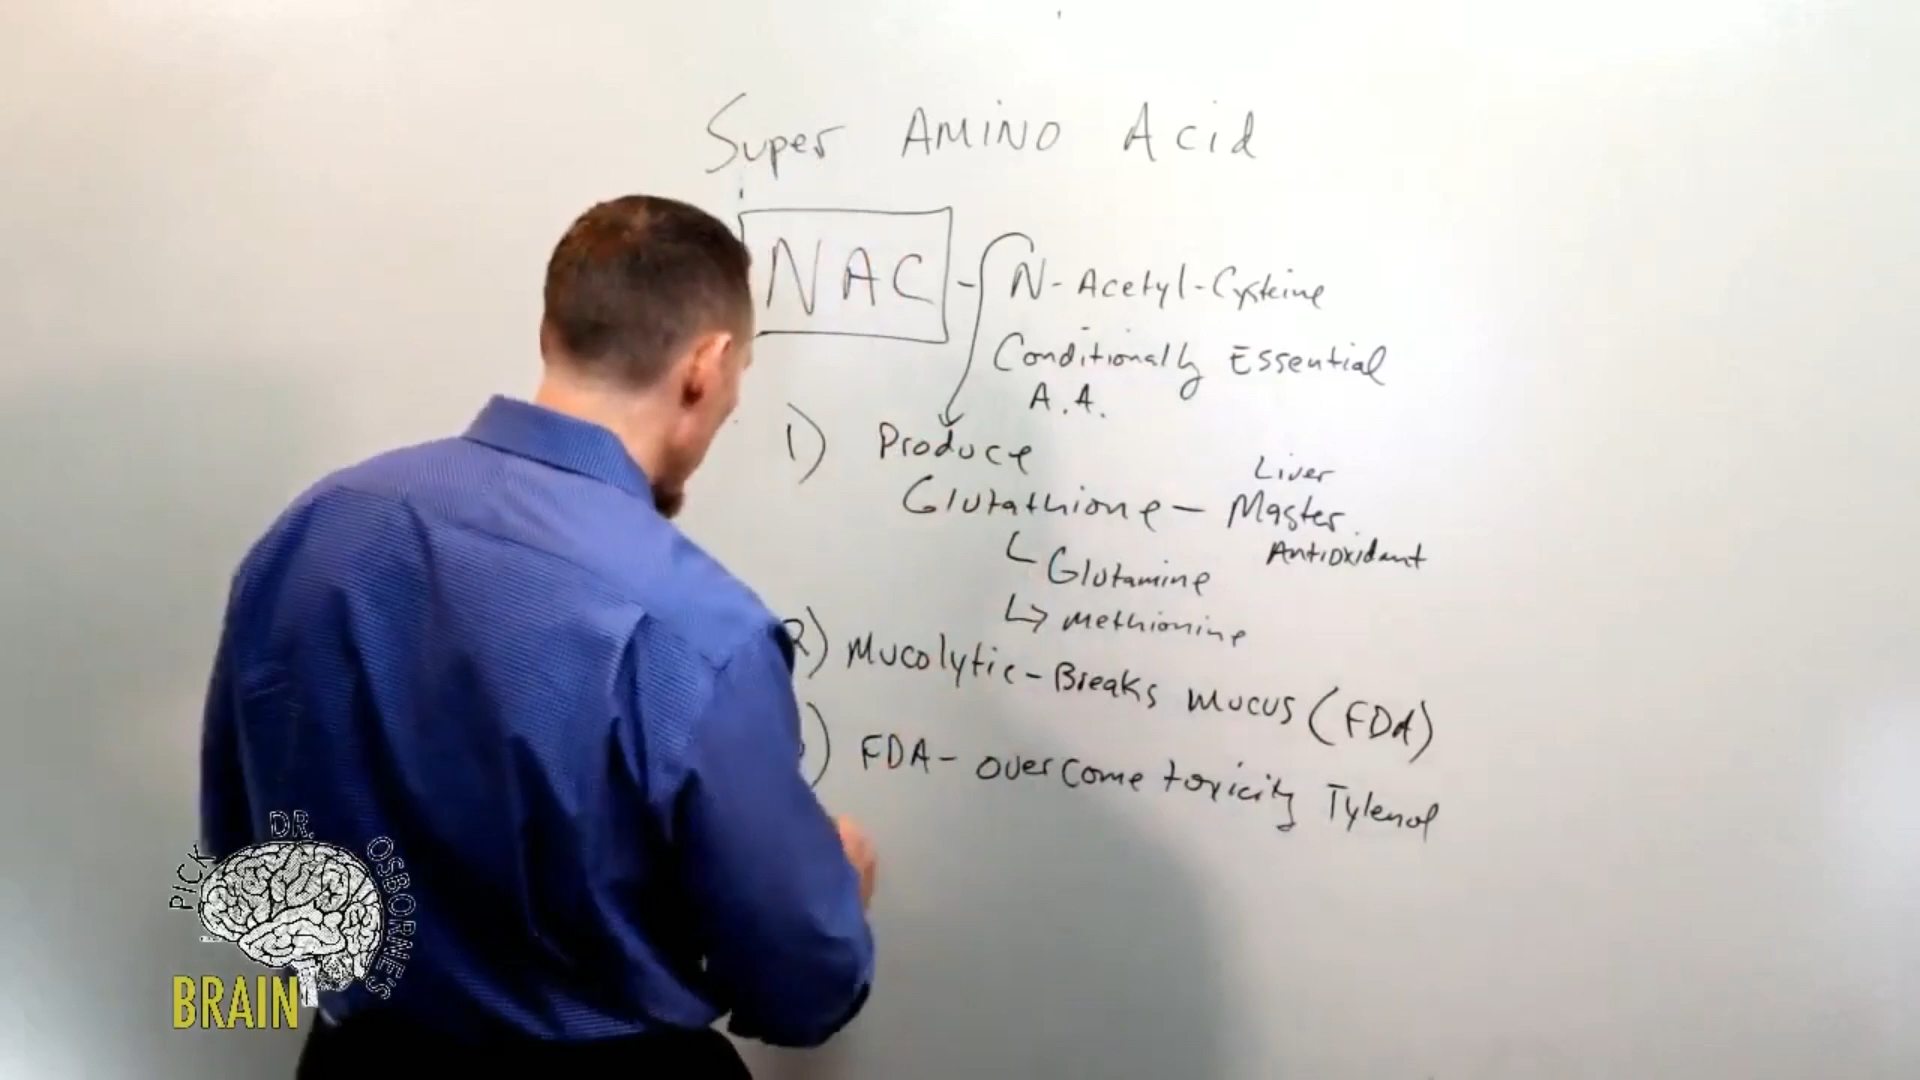 Super AMINO Acid
NAC - N-Acetyl-Cysteine
Conditionally Essential
A.A.
1) Produce
Liver
Glutathione - Master
Antioxidant
Glutamine
methionine
2) Mucolytic - Breaks mucus (FDA)
) FDA - overcome toxicity Tylenol
PICK DR. OSBORNE'S
BRAIN